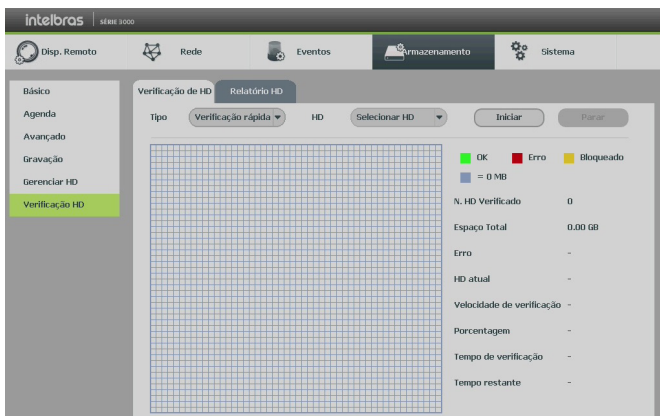 intelbras SÉRIE 3000
Disp. Remoto Rede Eventos Armazenamento Sistema
Básico
Agenda
Avançado
Gravação
Gerenciar HD
Verificação HD
Verificação de HD Relatório HD
Tipo Verificação rápida HD Selecionar HD Iniciar Parar
OK Erro Bloqueado
= 0 MB
N. HD Verificado 0
Espaço Total 0.00 GB
Erro -
HD atual -
Velocidade de verificação -
Porcentagem -
Tempo de verificação -
Tempo restante -